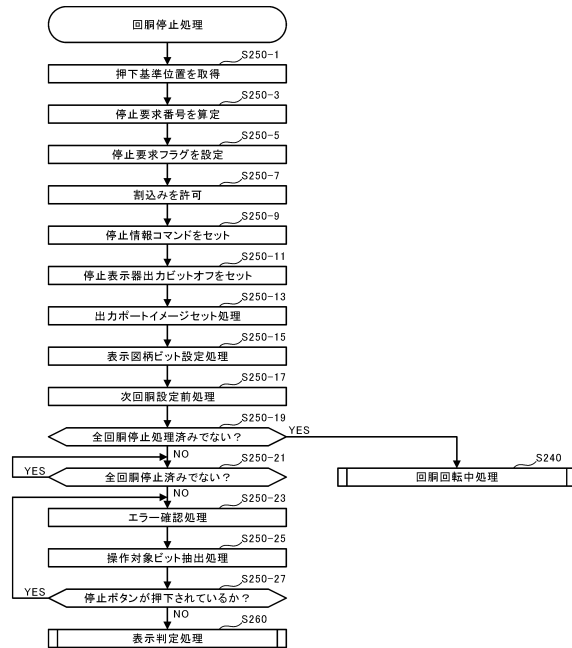 回胴停止処理
S250-1
押下基準位置を取得
S250-3
停止要求番号を算定
S250-5
停止要求フラグを設定
S250-7
割込みを許可
S250-9
停止情報コマンドをセット
S250-11
停止表示器出力ビットオフをセット
S250-13
出力ポートイメージセット処理
S250-15
表示図柄ビット設定処理
S250-17
次回胴設定前処理
S250-19
全回胴停止処理済みでない?
YES
NO
S250-21
全回胴停止済みでない?
YES
NO
S240
回胴回転中処理
S250-23
エラー確認処理
S250-25
操作対象ビット抽出処理
S250-27
停止ボタンが押下されているか?
YES
NO
S260
表示判定処理